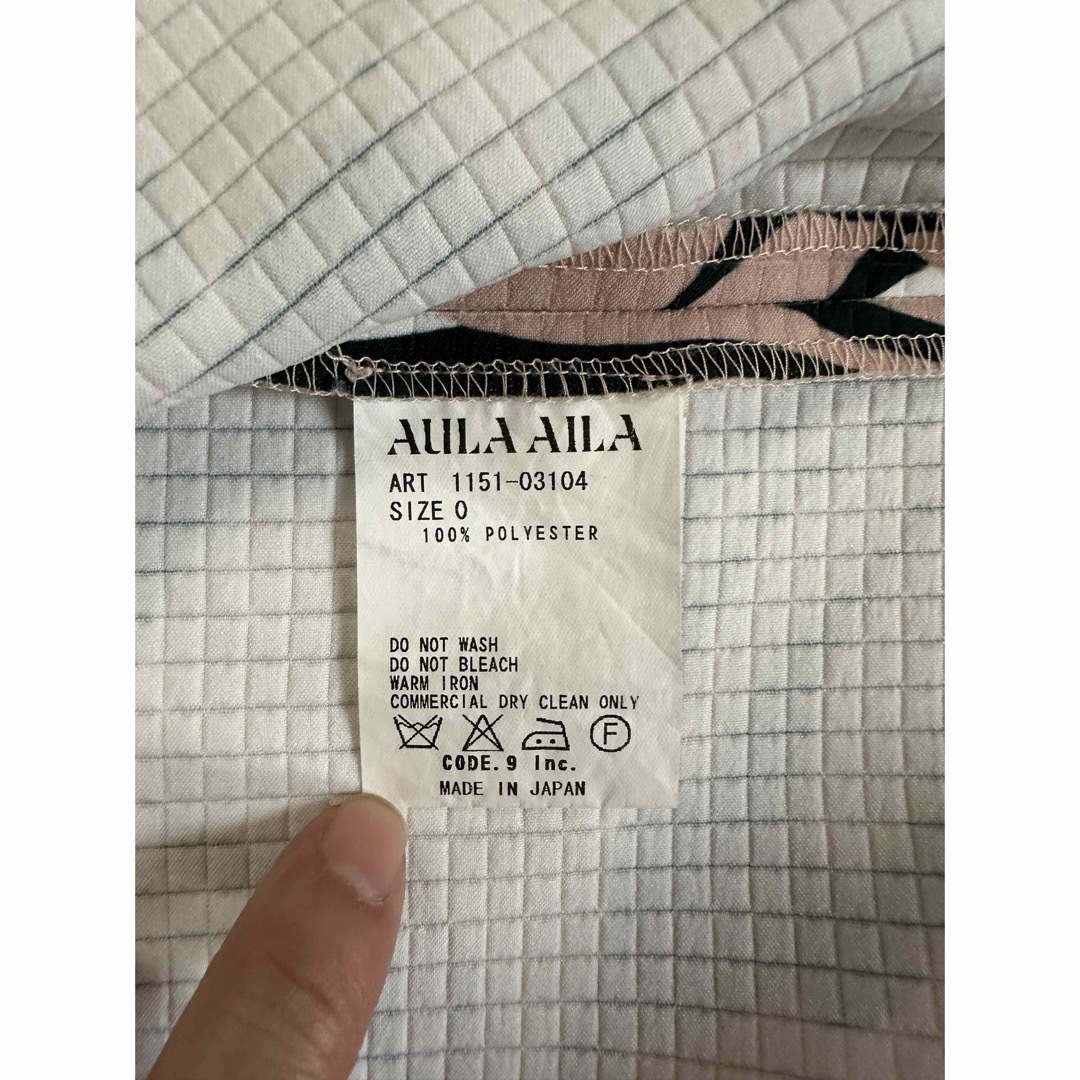 AULA AILA
ART 1151-03104
SIZE 0
100% POLYESTER
DO NOT WASH
DO NOT BLEACH
WARM IRON
COMMERCIAL DRY CLEAN ONLY
F
CODE.9 Inc.
MADE IN JAPAN